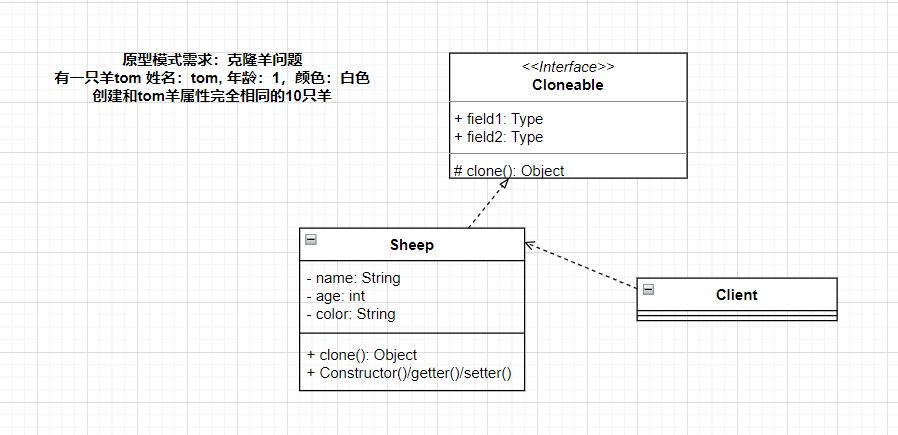 原型模式需求：克隆羊问题
有一只羊tom 姓名：tom, 年龄：1，颜色：白色
创建和tom羊属性完全相同的10只羊
<<Interface>>
Cloneable
+ field1: Type
+ field2: Type
# clone(): Object
Sheep
- name: String
- age: int
- color: String
+ clone(): Object
+ Constructor()/getter()/setter()
Client